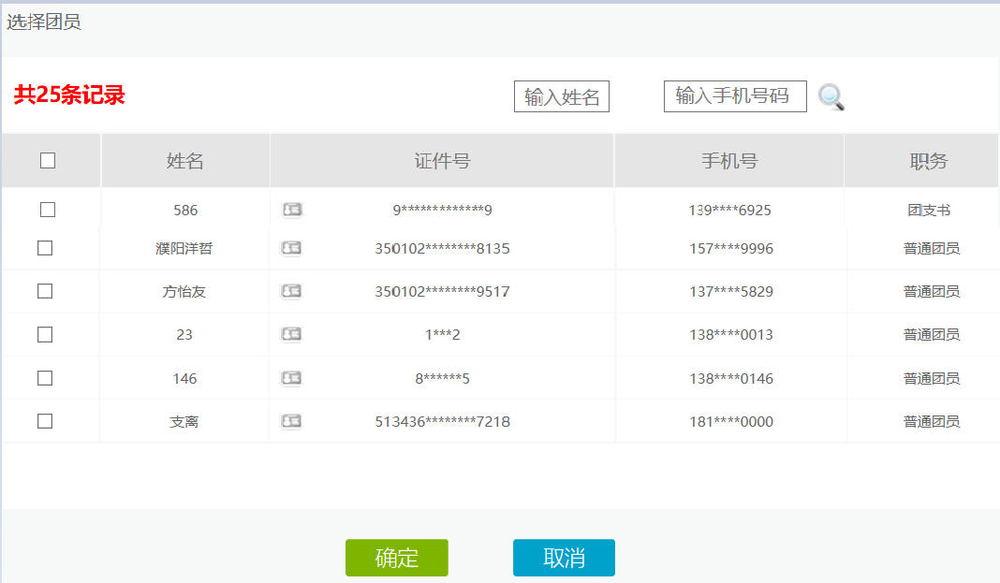 选择团员
共25条记录 输入姓名 输入手机号码
姓名 证件号 手机号 职务
586 9*************9 139****6925 团支书
濮阳洋哲 350102********8135 157****9996 普通团员
方怡友 350102********9517 137****5829 普通团员
23 1***2 138****0013 普通团员
146 8******5 138****0146 普通团员
支离 513436********7218 181****0000 普通团员
确定 取消